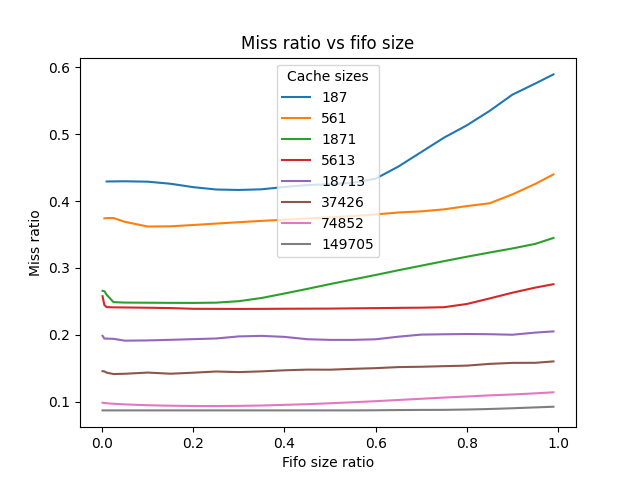 Miss ratio vs fifo size
Cache sizes
187
561
1871
5613
18713
37426
74852
149705
0.6
0.5
0.4
0.3
0.2
0.1
Miss ratio
0.0 0.2 0.4 0.6 0.8 1.0
Fifo size ratio